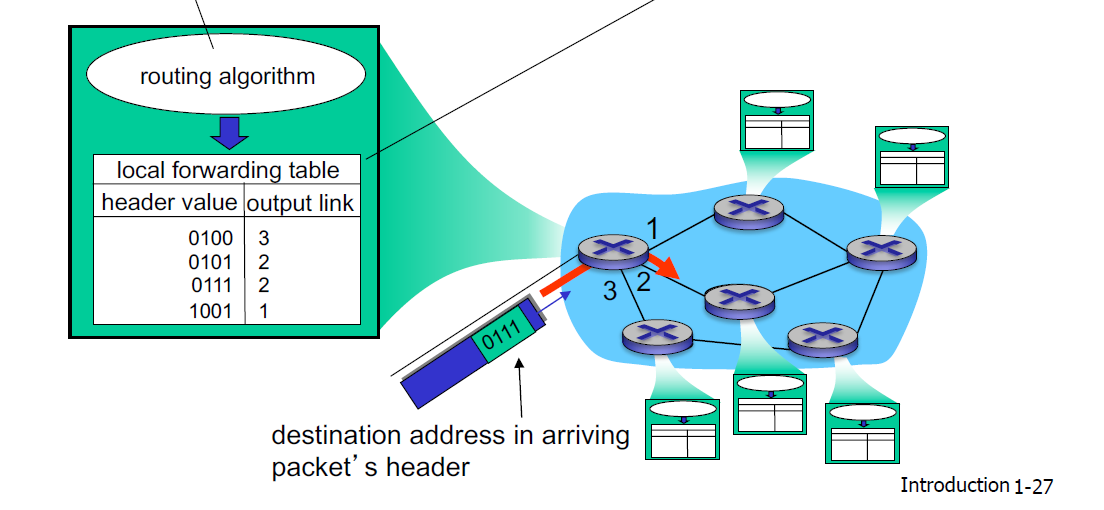 routing algorithm
local forwarding table
header value output link
0100 3
0101 2
0111 2
1001 1
1
2
3
0111
destination address in arriving
packet's header
Introduction 1-27